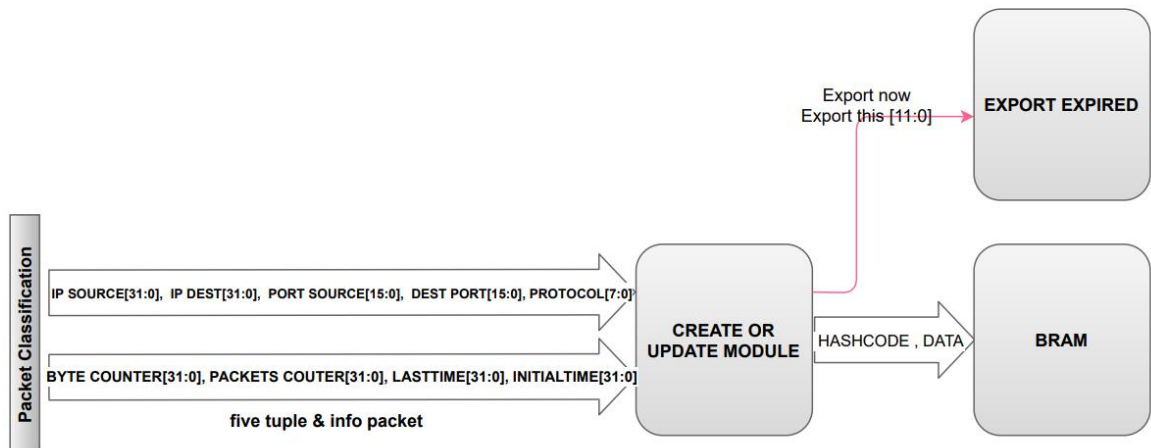 Export now
Export this [11:0]
EXPORT EXPIRED
Packet Classification
IP SOURCE[31:0], IP DEST[31:0], PORT SOURCE[15:0], DEST PORT[15:0], PROTOCOL[7:0]
BYTE COUNTER[31:0], PACKETS COUTER[31:0], LASTTIME[31:0], INITIALTIME[31:0]
five tuple & info packet
CREATE OR
UPDATE MODULE
HASHCODE , DATA
BRAM